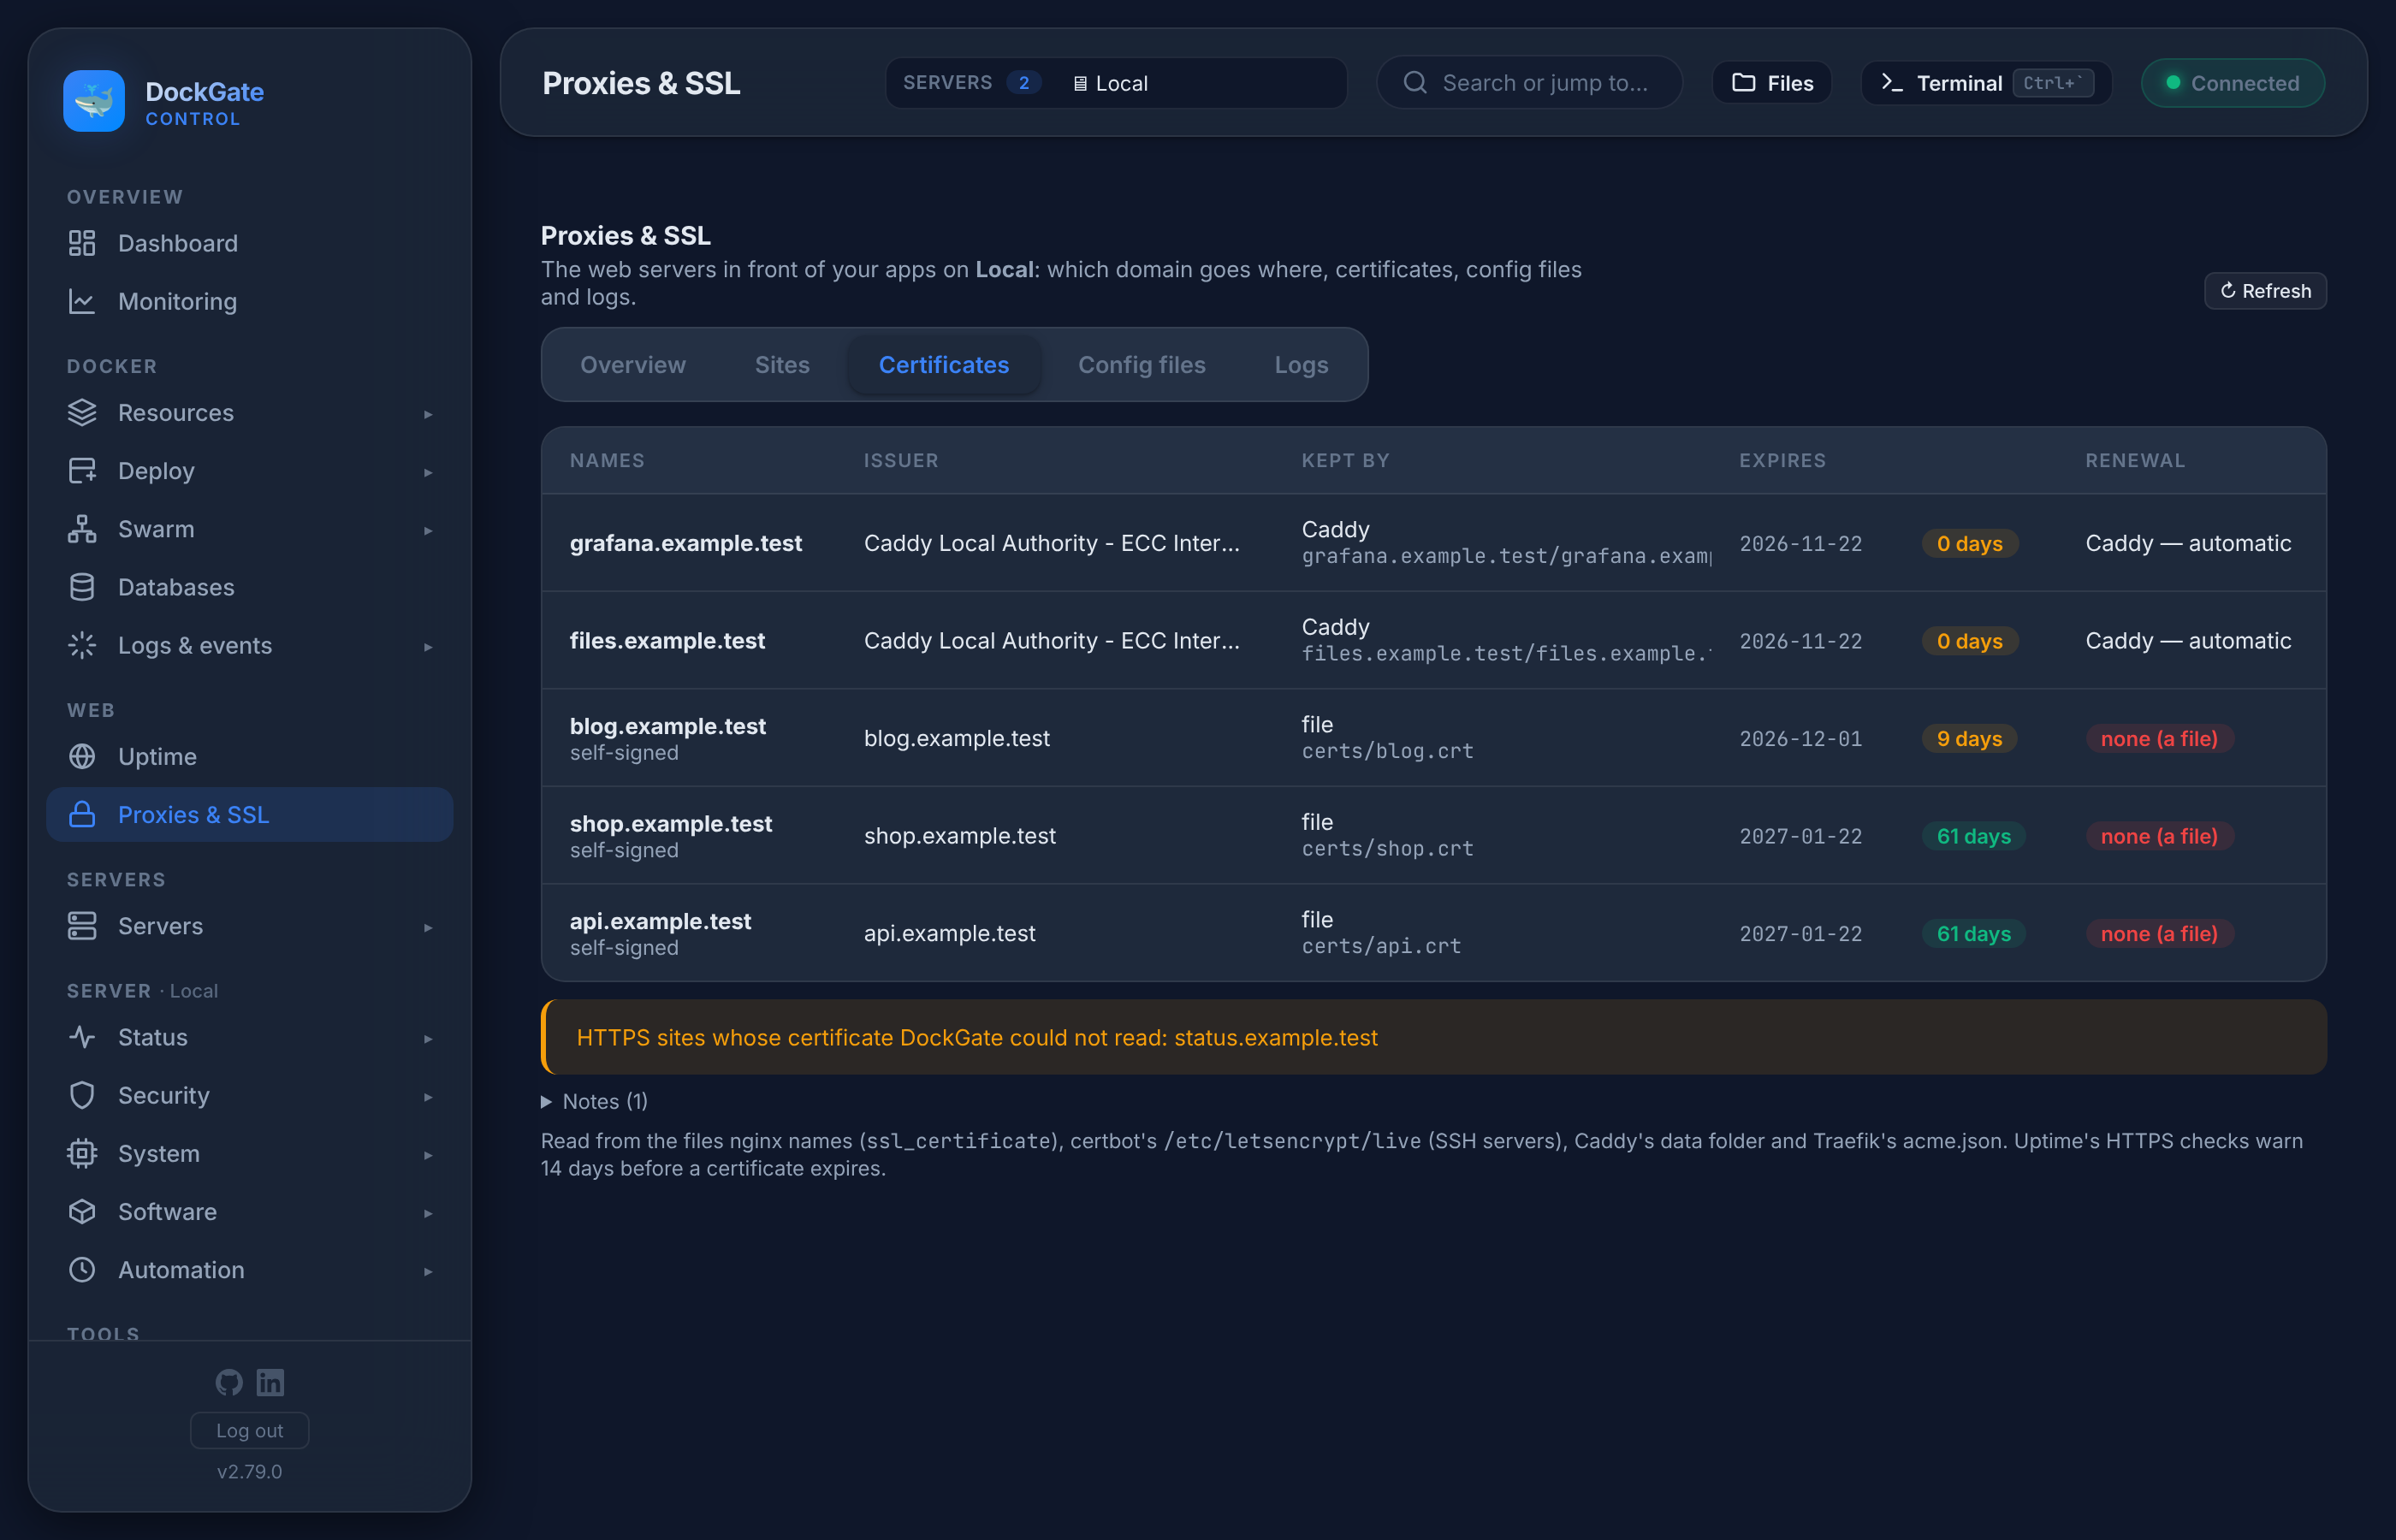 DockGate
CONTROL
OVERVIEW
Dashboard
Monitoring
DOCKER
Resources
Deploy
Swarm
Databases
Logs & events
WEB
Uptime
Proxies & SSL
SERVERS
Servers
SERVER · Local
Status
Security
System
Software
Automation
TOOLS
Log out
v2.79.0
Proxies & SSL
SERVERS 2 Local
Search or jump to...
Files
Terminal Ctrl+`
Connected
Proxies & SSL
The web servers in front of your apps on Local: which domain goes where, certificates, config files
and logs.
Refresh
Overview Sites Certificates Config files Logs
NAMES ISSUER KEPT BY EXPIRES RENEWAL
grafana.example.test Caddy Local Authority - ECC Inter... Caddy 2026-11-22 0 days Caddy — automatic
grafana.example.test/grafana.exam
files.example.test Caddy Local Authority - ECC Inter... Caddy 2026-11-22 0 days Caddy — automatic
files.example.test/files.example.
blog.example.test blog.example.test file 2026-12-01 9 days none (a file)
self-signed certs/blog.crt
shop.example.test shop.example.test file 2027-01-22 61 days none (a file)
self-signed certs/shop.crt
api.example.test api.example.test file 2027-01-22 61 days none (a file)
self-signed certs/api.crt
HTTPS sites whose certificate DockGate could not read: status.example.test
Notes (1)
Read from the files nginx names (ssl_certificate), certbot's /etc/letsencrypt/live (SSH servers), Caddy's data folder and Traefik's acme.json. Uptime's HTTPS checks warn
14 days before a certificate expires.